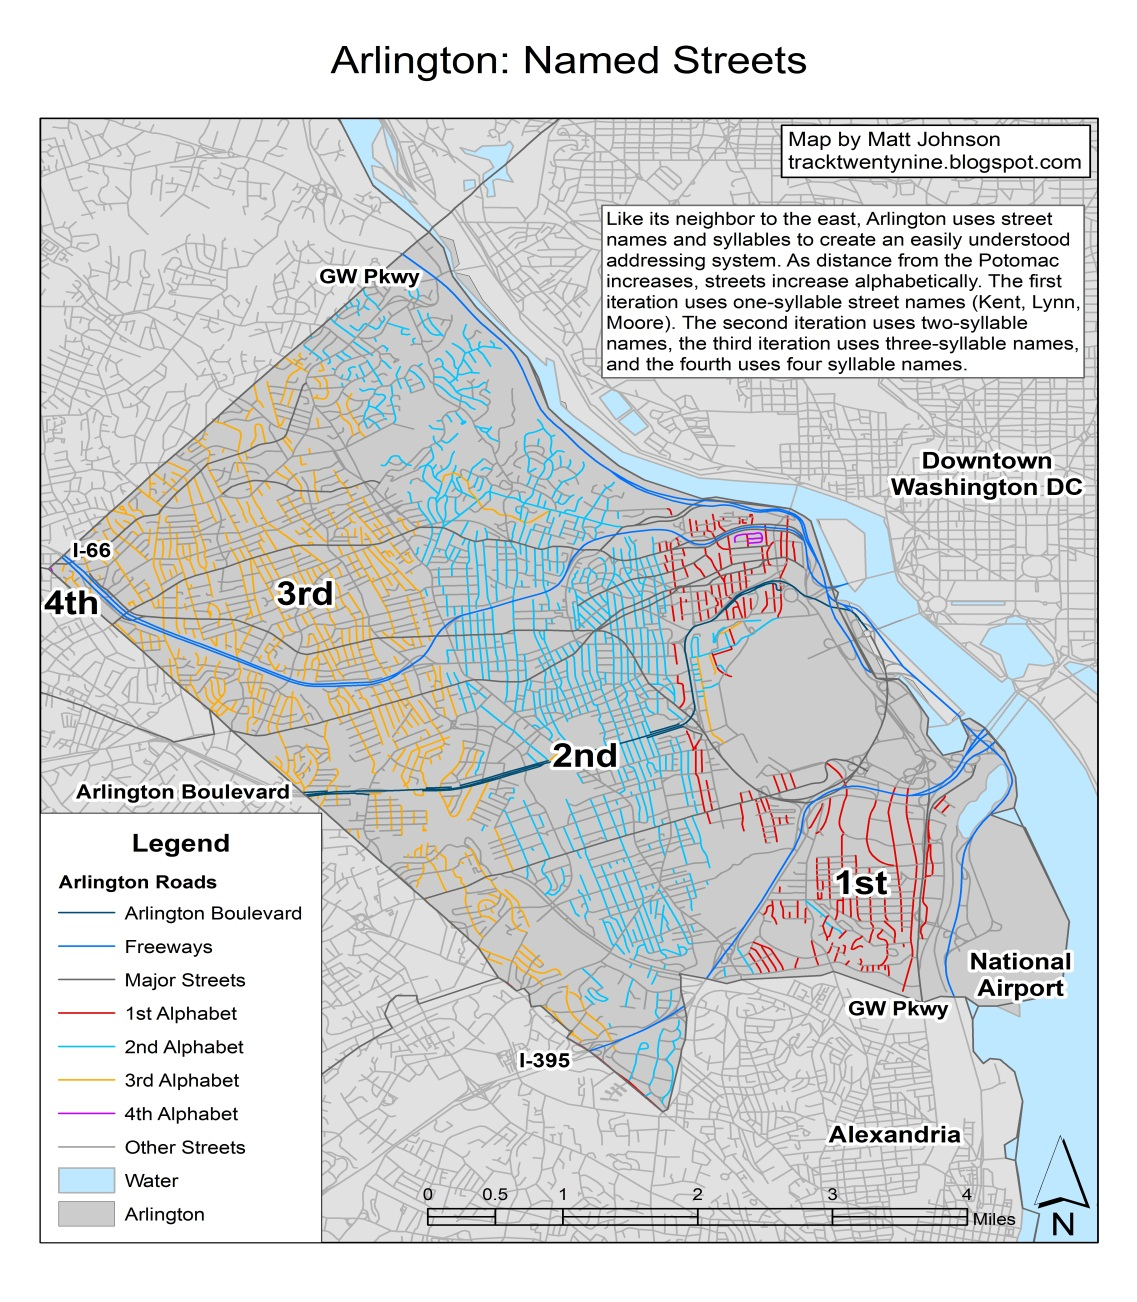 Arlington: Named Streets
Map by Matt Johnson
tracktwentynine.blogspot.com
Like its neighbor to the east, Arlington uses street
names and syllables to create an easily understood
addressing system. As distance from the Potomac
increases, streets increase alphabetically. The first
iteration uses one-syllable street names (Kent, Lynn,
Moore). The second iteration uses two-syllable
names, the third iteration uses three-syllable names,
and the fourth uses four syllable names.
GW Pkwy
Downtown
Washington DC
I-66
4th
3rd
2nd
Arlington Boulevard
1st
National
Airport
GW Pkwy
I-395
Alexandria
Legend
Arlington Roads
Arlington Boulevard
Freeways
Major Streets
1st Alphabet
2nd Alphabet
3rd Alphabet
4th Alphabet
Other Streets
Water
Arlington
0 0.5 1 2 3 4
Miles
N